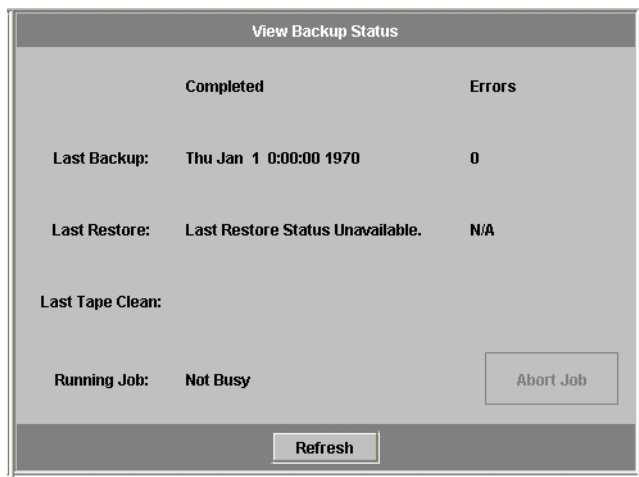 View Backup Status
Completed Errors
Last Backup: Thu Jan 1 0:00:00 1970 0
Last Restore: Last Restore Status Unavailable. N/A
Last Tape Clean:
Running Job: Not Busy Abort Job
Refresh